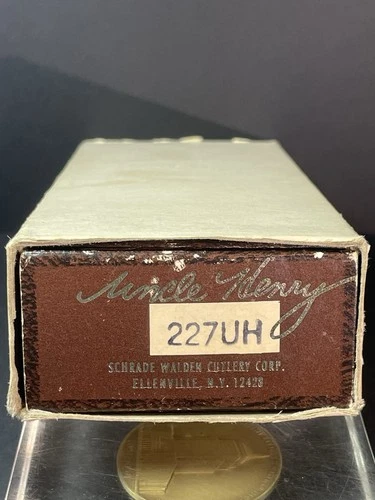 Uncle Henry
227UH
SCHRADE WALDEN CUTLERY CORP.
ELLENVILLE, N.Y. 12428